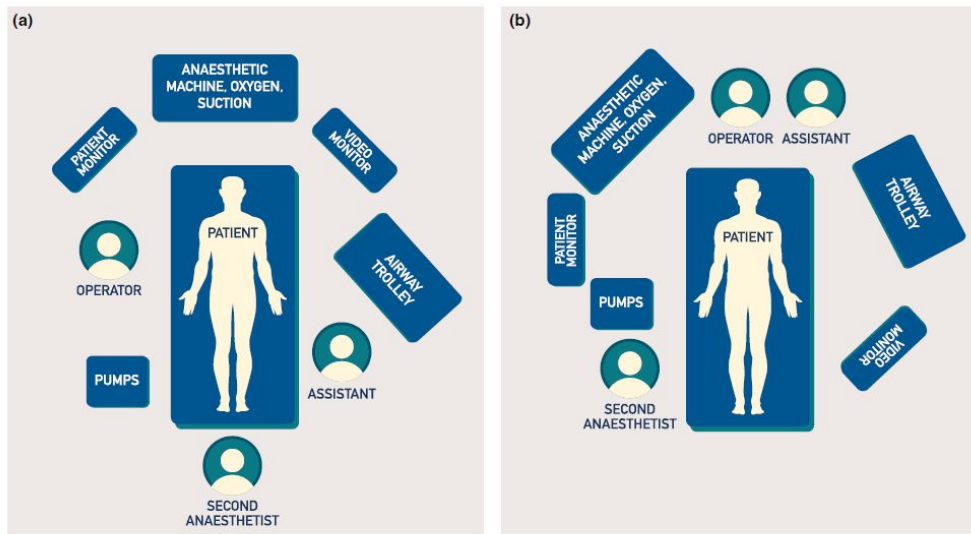 (a)
ANAESTHETIC
MACHINE, OXYGEN,
SUCTION
PATIENT
MONITOR
VIDEO
MONITOR
PATIENT
OPERATOR
AIRWAY
TROLLEY
PUMPS
ASSISTANT
SECOND
ANAESTHETIST
(b)
ANAESTHETIC
MACHINE, OXYGEN,
SUCTION
OPERATOR
ASSISTANT
AIRWAY
TROLLEY
PATIENT
MONITOR
PATIENT
PUMPS
VIDEO
MONITOR
SECOND
ANAESTHETIST